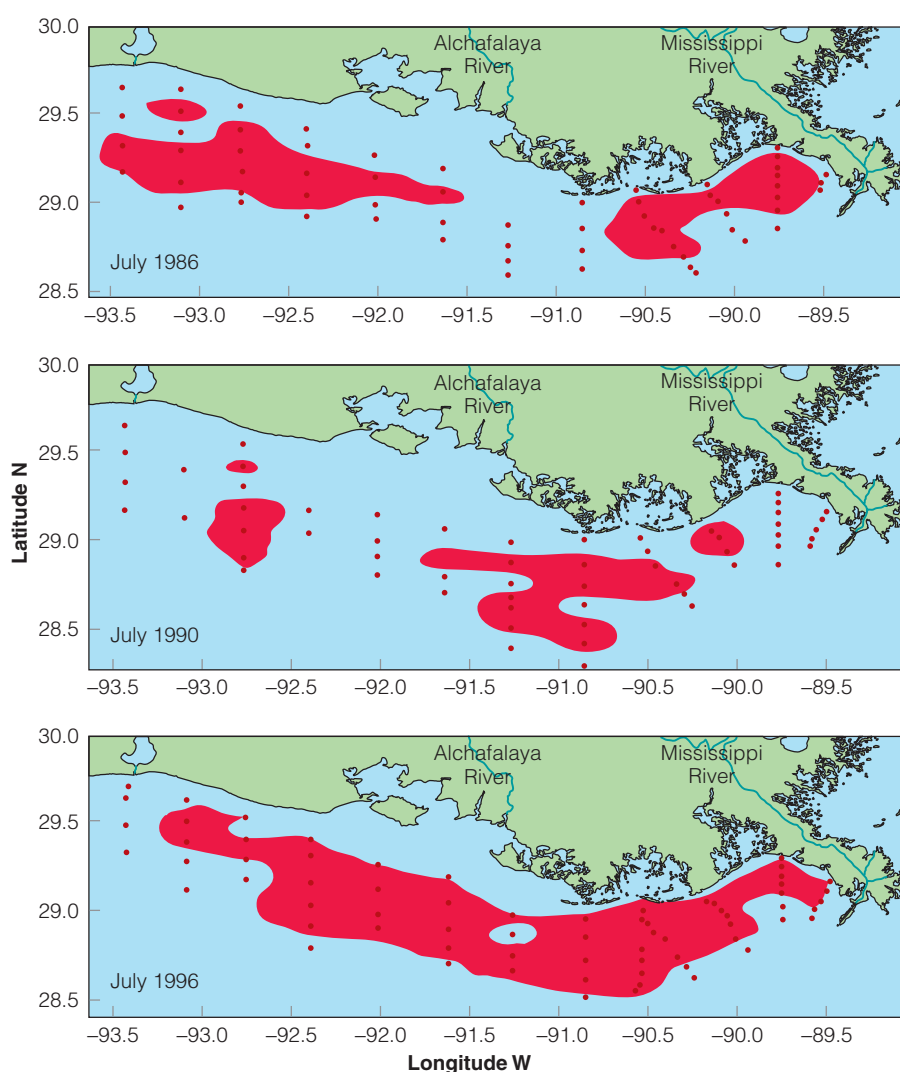 30.0
Alchafalaya
River
Mississippi
River
29.5
29.0
July 1986
28.5
–93.5 –93.0 –92.5 –92.0 –91.5 –91.0 –90.5 –90.0 –89.5
30.0
Alchafalaya
River
Mississippi
River
29.5
Latitude N
29.0
28.5
July 1990
–93.5 –93.0 –92.5 –92.0 –91.5 –91.0 –90.5 –90.0 –89.5
30.0
Alchafalaya
River
Mississippi
River
29.5
29.0
July 1996
28.5
–93.5 –93.0 –92.5 –92.0 –91.5 –91.0 –90.5 –90.0 –89.5
Longitude W